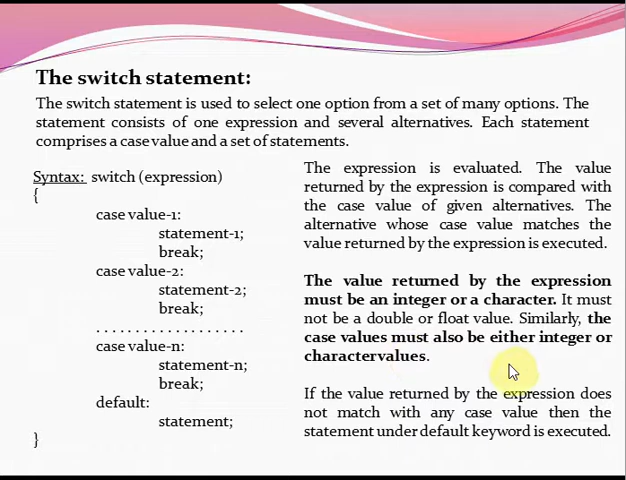 The switch statement:
The switch statement is used to select one option from a set of many options. The
statement consists of one expression and several alternatives. Each statement
comprises a case value and a set of statements.
Syntax: switch (expression)
{
case value-1:
statement-1;
break;
case value-2:
statement-2;
break;
. . . . . . . . . . . . . . . . . . .
case value-n:
statement-n;
break;
default:
statement;
}
The expression is evaluated. The value
returned by the expression is compared with
the case value of given alternatives. The
alternative whose case value matches the
value returned by the expression is executed.
The value returned by the expression
must be an integer or a character. It must
not be a double or float value. Similarly, the
case values must also be either integer or
character values.
If the value returned by the expression does
not match with any case value then the
statement under default keyword is executed.